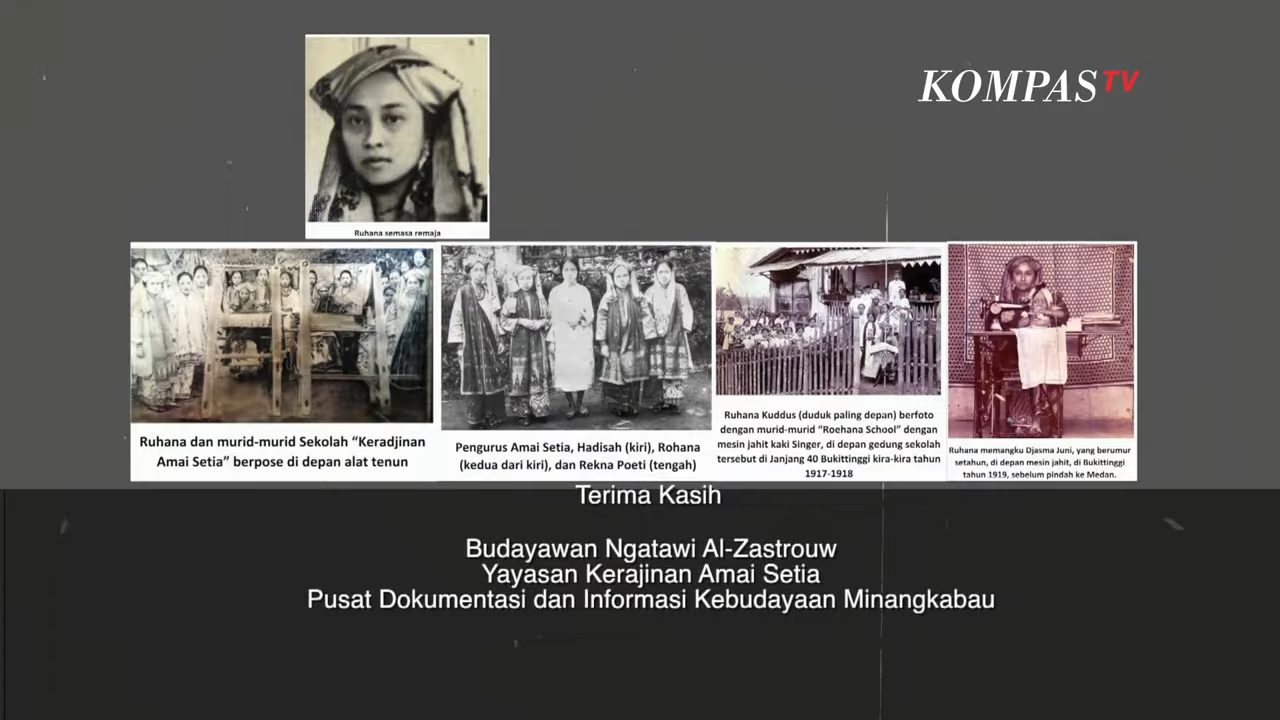 KOMPAS TV
Ruhana semasa remaja
Ruhana dan murid-murid Sekolah “Keradjinan
Amai Setia” berpose di depan alat tenun
Pengurus Amai Setia, Hadisah (kiri), Rohana
(kedua dari kiri), dan Rekna Poeti (tengah)
Ruhana Kuddus (duduk paling depan) berfoto
dengan murid-murid “Roehana School” dengan
mesin jahit kaki Singer, di depan gedung sekolah
tersebut di Janjang 40 Bukittinggi kira-kira tahun
1917-1918
Ruhana memangku Djasma Juni, yang berumur
setahun, di depan mesin jahit, di Bukittinggi
tahun 1919, sebelum pindah ke Medan.
Terima Kasih
Budayawan Ngatawi Al-Zastrouw
Yayasan Kerajinan Amai Setia
Pusat Dokumentasi dan Informasi Kebudayaan Minangkabau